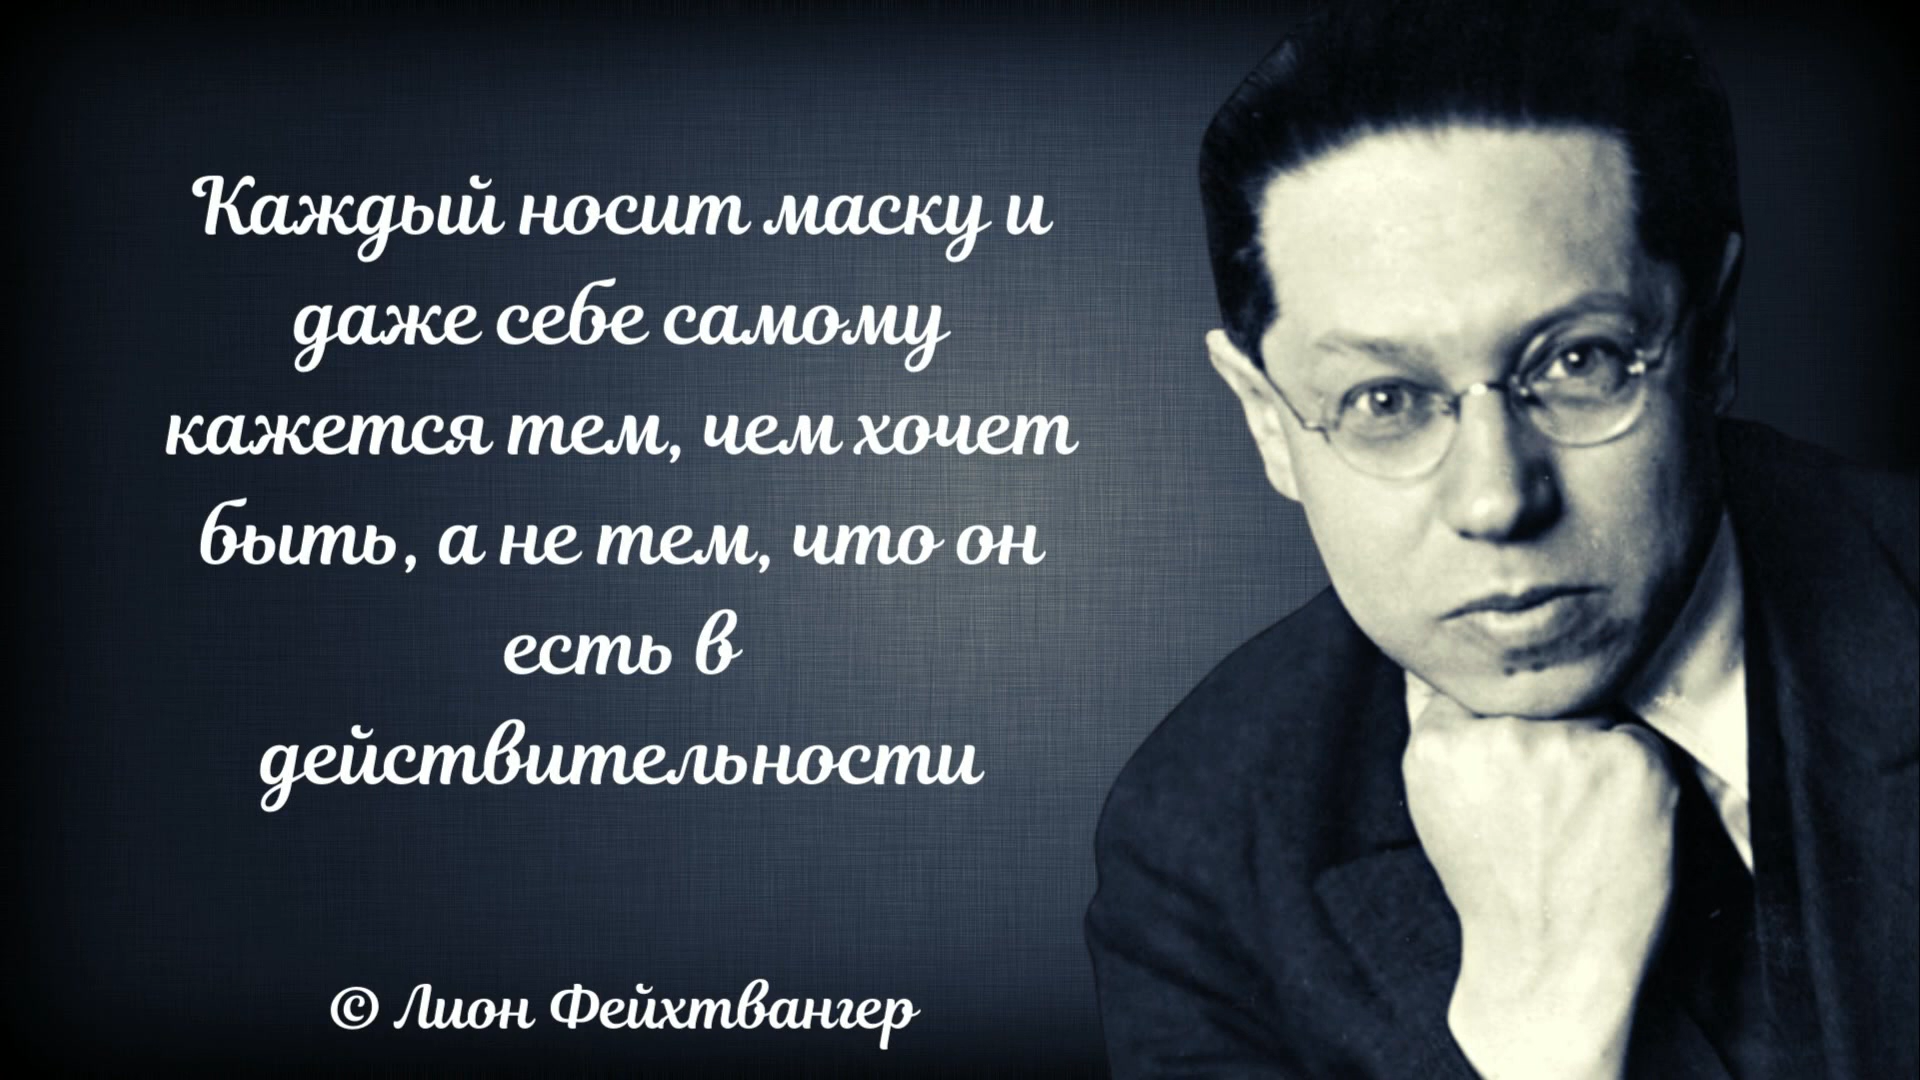 Каждый носит маску и
даже себе самому
кажется тем, чем хочет
быть, а не тем, что он
есть в
действительности
© Лион Фейхтвангер